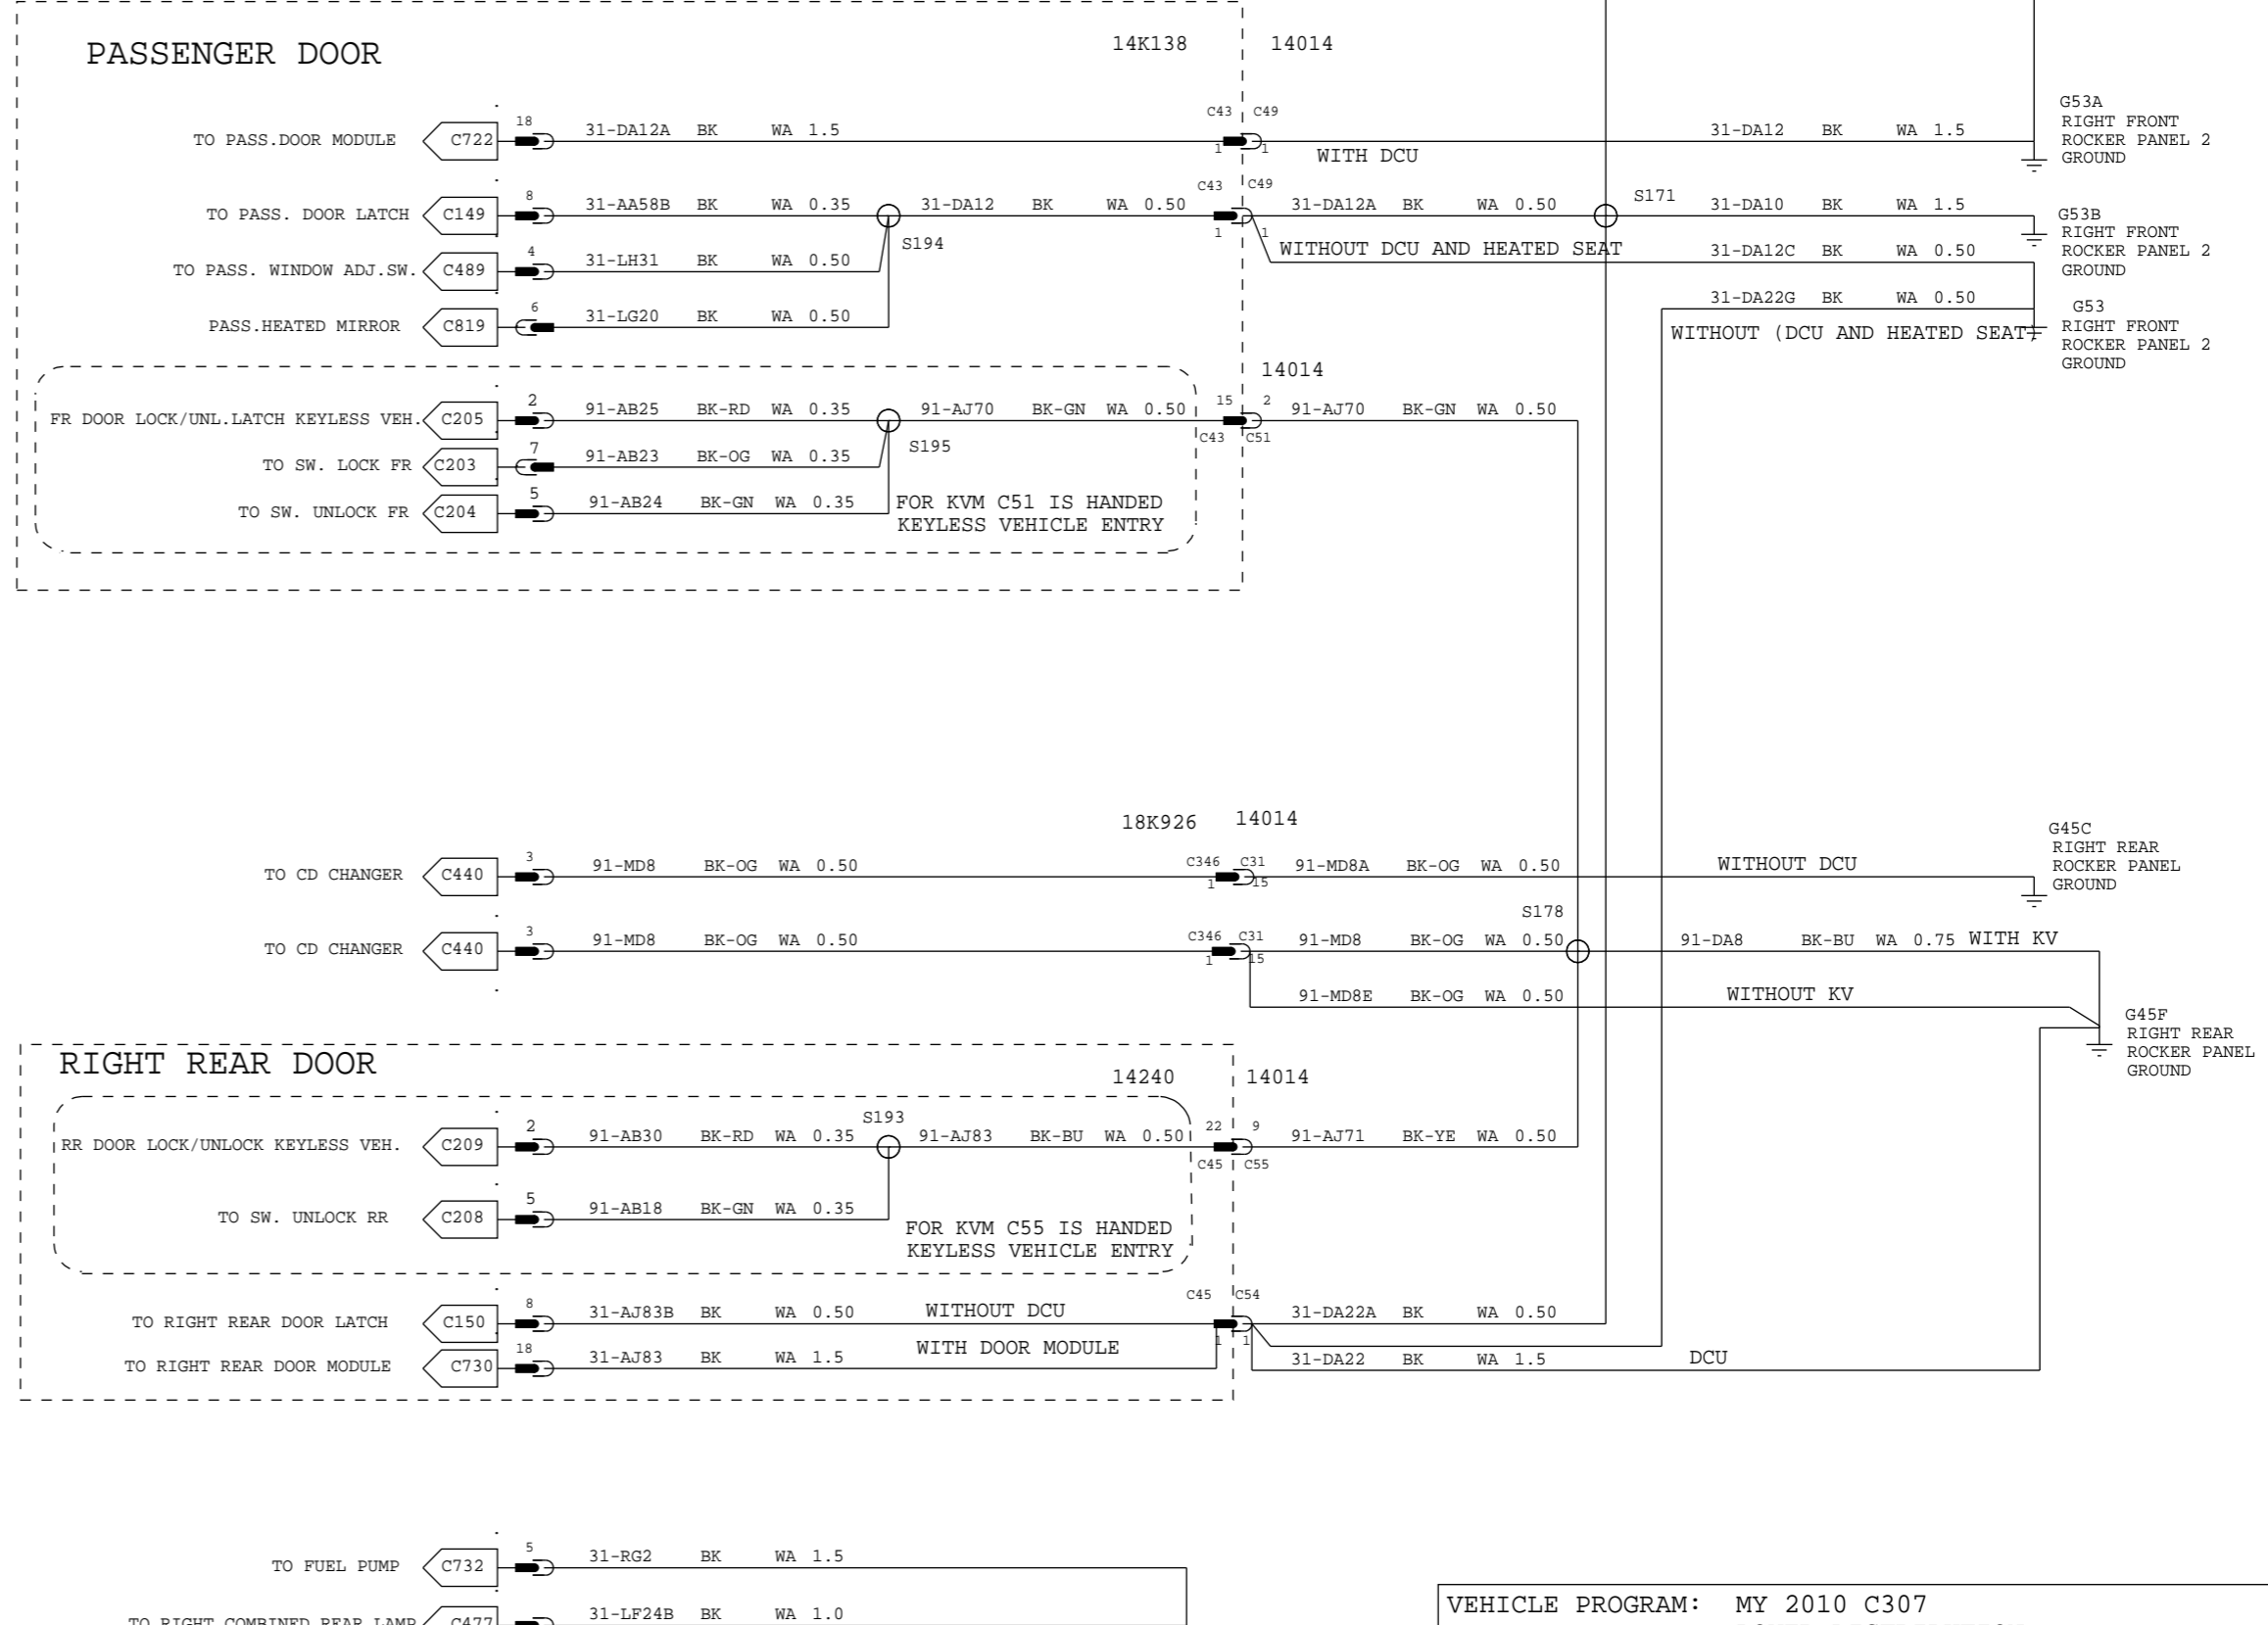 PASSENGER DOOR
14K138 14014
TO PASS.DOOR MODULE C722 18 31-DA12A BK WA 1.5 C43 C49 1 1 WITH DCU 31-DA12 BK WA 1.5
G53A
RIGHT FRONT
ROCKER PANEL 2
GROUND
TO PASS. DOOR LATCH C149 8 31-AA58B BK WA 0.35 S194 31-DA12 BK WA 0.50 C43 C49 1 1 31-DA12A BK WA 0.50 S171 31-DA10 BK WA 1.5
G53B
RIGHT FRONT
ROCKER PANEL 2
GROUND
TO PASS. WINDOW ADJ.SW. C489 4 31-LH31 BK WA 0.50 WITHOUT DCU AND HEATED SEAT 31-DA12C BK WA 0.50
31-DA22G BK WA 0.50
PASS.HEATED MIRROR C819 6 31-LG20 BK WA 0.50 WITHOUT (DCU AND HEATED SEAT)
G53
RIGHT FRONT
ROCKER PANEL 2
GROUND
14014
FR DOOR LOCK/UNL.LATCH KEYLESS VEH. C205 2 91-AB25 BK-RD WA 0.35 S195 91-AJ70 BK-GN WA 0.50 15 2 C43 C51 91-AJ70 BK-GN WA 0.50
TO SW. LOCK FR C203 7 91-AB23 BK-OG WA 0.35
TO SW. UNLOCK FR C204 5 91-AB24 BK-GN WA 0.35
FOR KVM C51 IS HANDED
KEYLESS VEHICLE ENTRY
18K926 14014
TO CD CHANGER C440 3 91-MD8 BK-OG WA 0.50 C346 C31 1 15 91-MD8A BK-OG WA 0.50 WITHOUT DCU
G45C
RIGHT REAR
ROCKER PANEL
GROUND
TO CD CHANGER C440 3 91-MD8 BK-OG WA 0.50 C346 C31 1 15 91-MD8 BK-OG WA 0.50 S178 91-DA8 BK-BU WA 0.75 WITH KV
91-MD8E BK-OG WA 0.50 WITHOUT KV
G45F
RIGHT REAR
ROCKER PANEL
GROUND
RIGHT REAR DOOR
14240 14014
RR DOOR LOCK/UNLOCK KEYLESS VEH. C209 2 91-AB30 BK-RD WA 0.35 S193 91-AJ83 BK-BU WA 0.50 22 9 C45 C55 91-AJ71 BK-YE WA 0.50
TO SW. UNLOCK RR C208 5 91-AB18 BK-GN WA 0.35
FOR KVM C55 IS HANDED
KEYLESS VEHICLE ENTRY
TO RIGHT REAR DOOR LATCH C150 8 31-AJ83B BK WA 0.50 WITHOUT DCU C45 C54 1 1 31-DA22A BK WA 0.50
TO RIGHT REAR DOOR MODULE C730 18 31-AJ83 BK WA 1.5 WITH DOOR MODULE 31-DA22 BK WA 1.5 DCU
TO FUEL PUMP C732 5 31-RG2 BK WA 1.5
TO RIGHT COMBINED REAR LAMP C477 31-LF24B BK WA 1.0
VEHICLE PROGRAM: MY 2010 C307